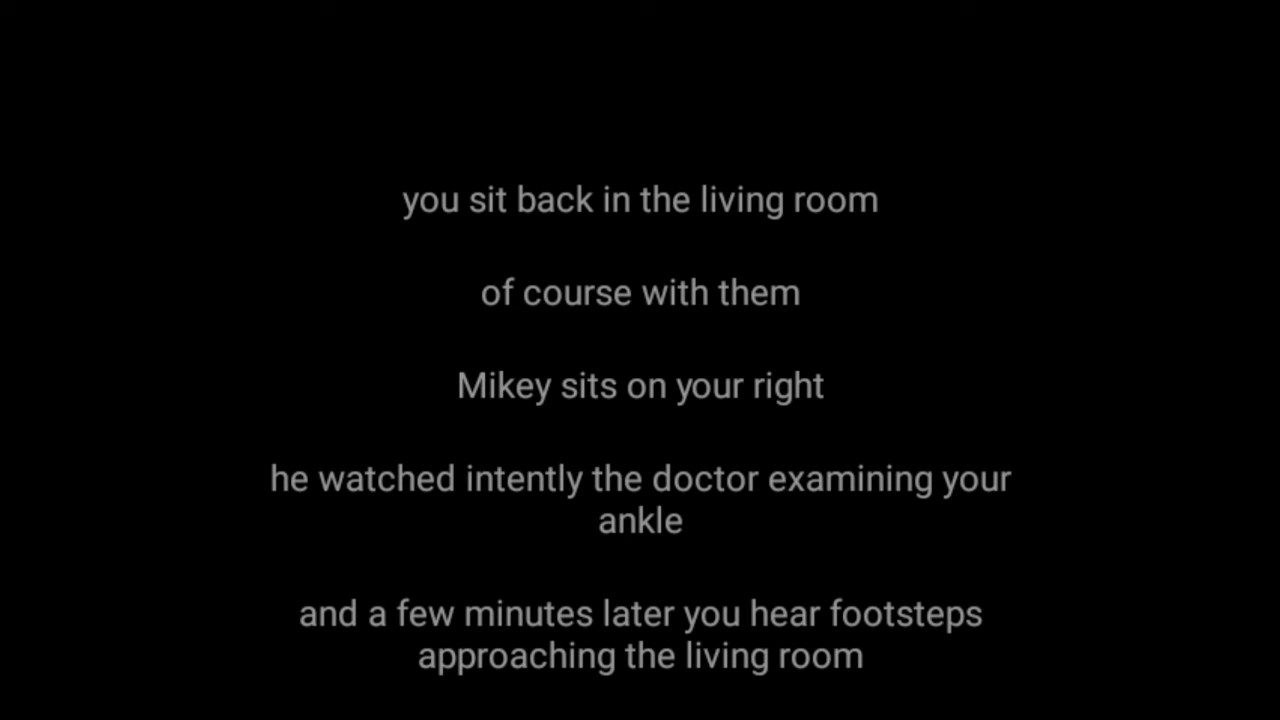 you sit back in the living room
of course with them
Mikey sits on your right
he watched intently the doctor examining your
ankle
and a few minutes later you hear footsteps
approaching the living room